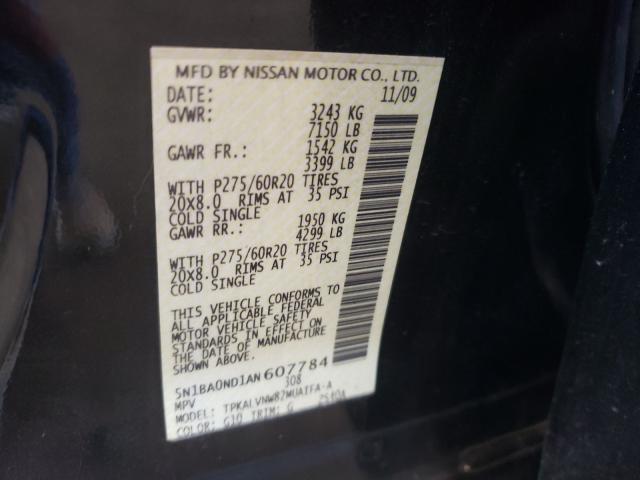 MFD BY NISSAN MOTOR CO., LTD.
DATE: 11/09
GVWR: 3243 KG
7150 LB
GAWR FR.: 1542 KG
3399 LB
WITH P275/60R20 TIRES
20X8.0 RIMS AT 35 PSI
COLD SINGLE
GAWR RR.: 1950 KG
4299 LB
WITH P275/60R20 TIRES
20X8.0 RIMS AT 35 PSI
COLD SINGLE
THIS VEHICLE CONFORMS TO
ALL APPLICABLE FEDERAL
MOTOR VEHICLE SAFETY
STANDARDS IN EFFECT ON
THE DATE OF MANUFACTURE
SHOWN ABOVE.
5N1BA0ND1AN607784
MPV 308
MODEL: TPKALVNW82MUAIFA-A
COLOR: G10 TRIM: G